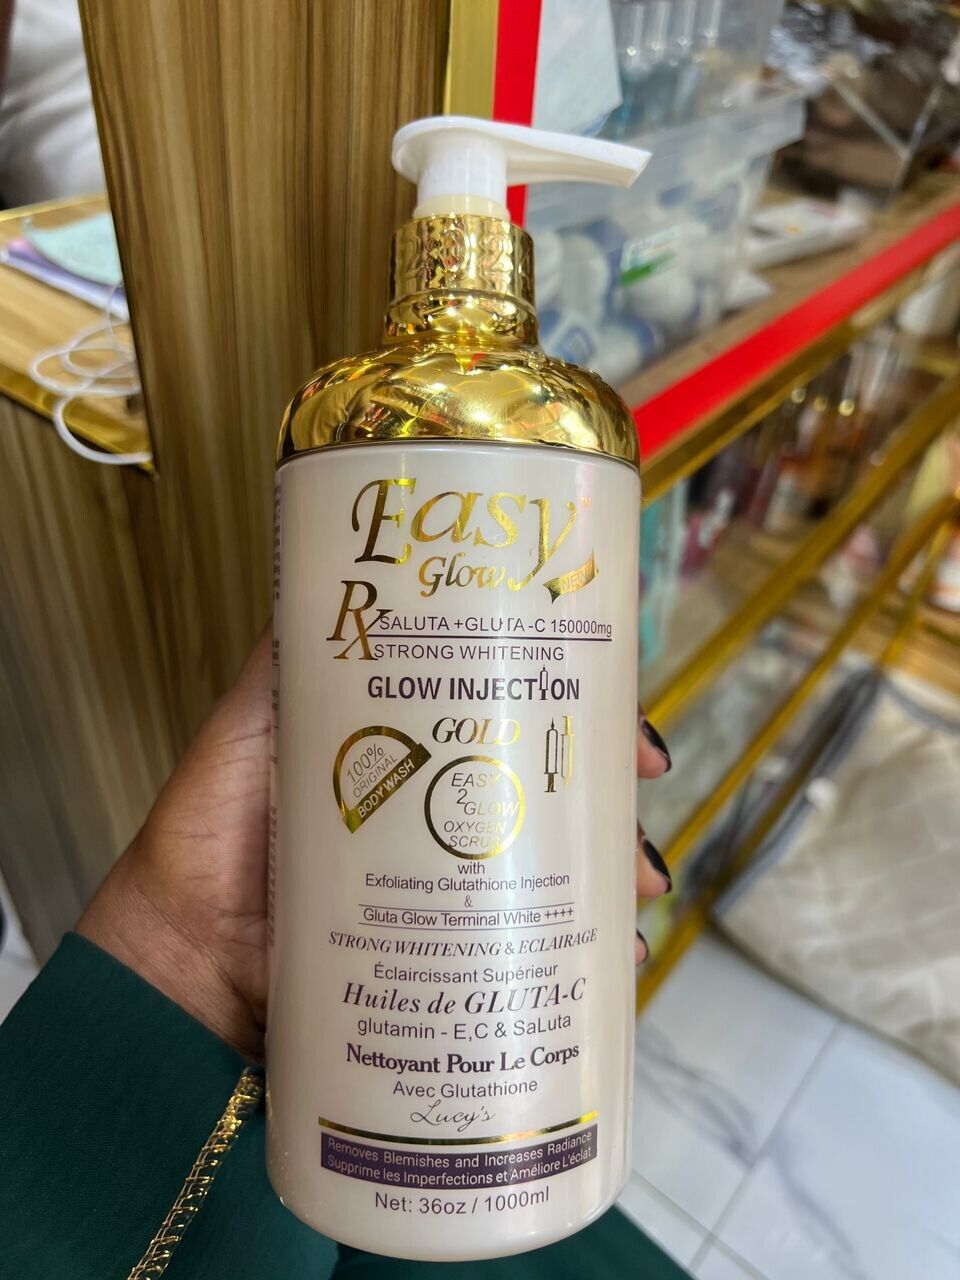 Easy
Glow
NEW
Rx SALUTA +GLUTA -C 150000mg
STRONG WHITENING
GLOW INJECTION
GOLD
100%
ORIGINAL
BODY WASH
EASY
2
GLOW
OXYGEN
SCRUB
with
Exfoliating Glutathione Injection
&
Gluta Glow Terminal White ++++
STRONG WHITENING & ECLAIRAGE
Éclaircissant Supérieur
Huiles de GLUTA-C
glutamin - E,C & SaLuta
Nettoyant Pour Le Corps
Avec Glutathione
Lucy's
Removes Blemishes and Increases Radiance
Supprime les Imperfections et Améliore L'éclat
Net: 36oz / 1000ml